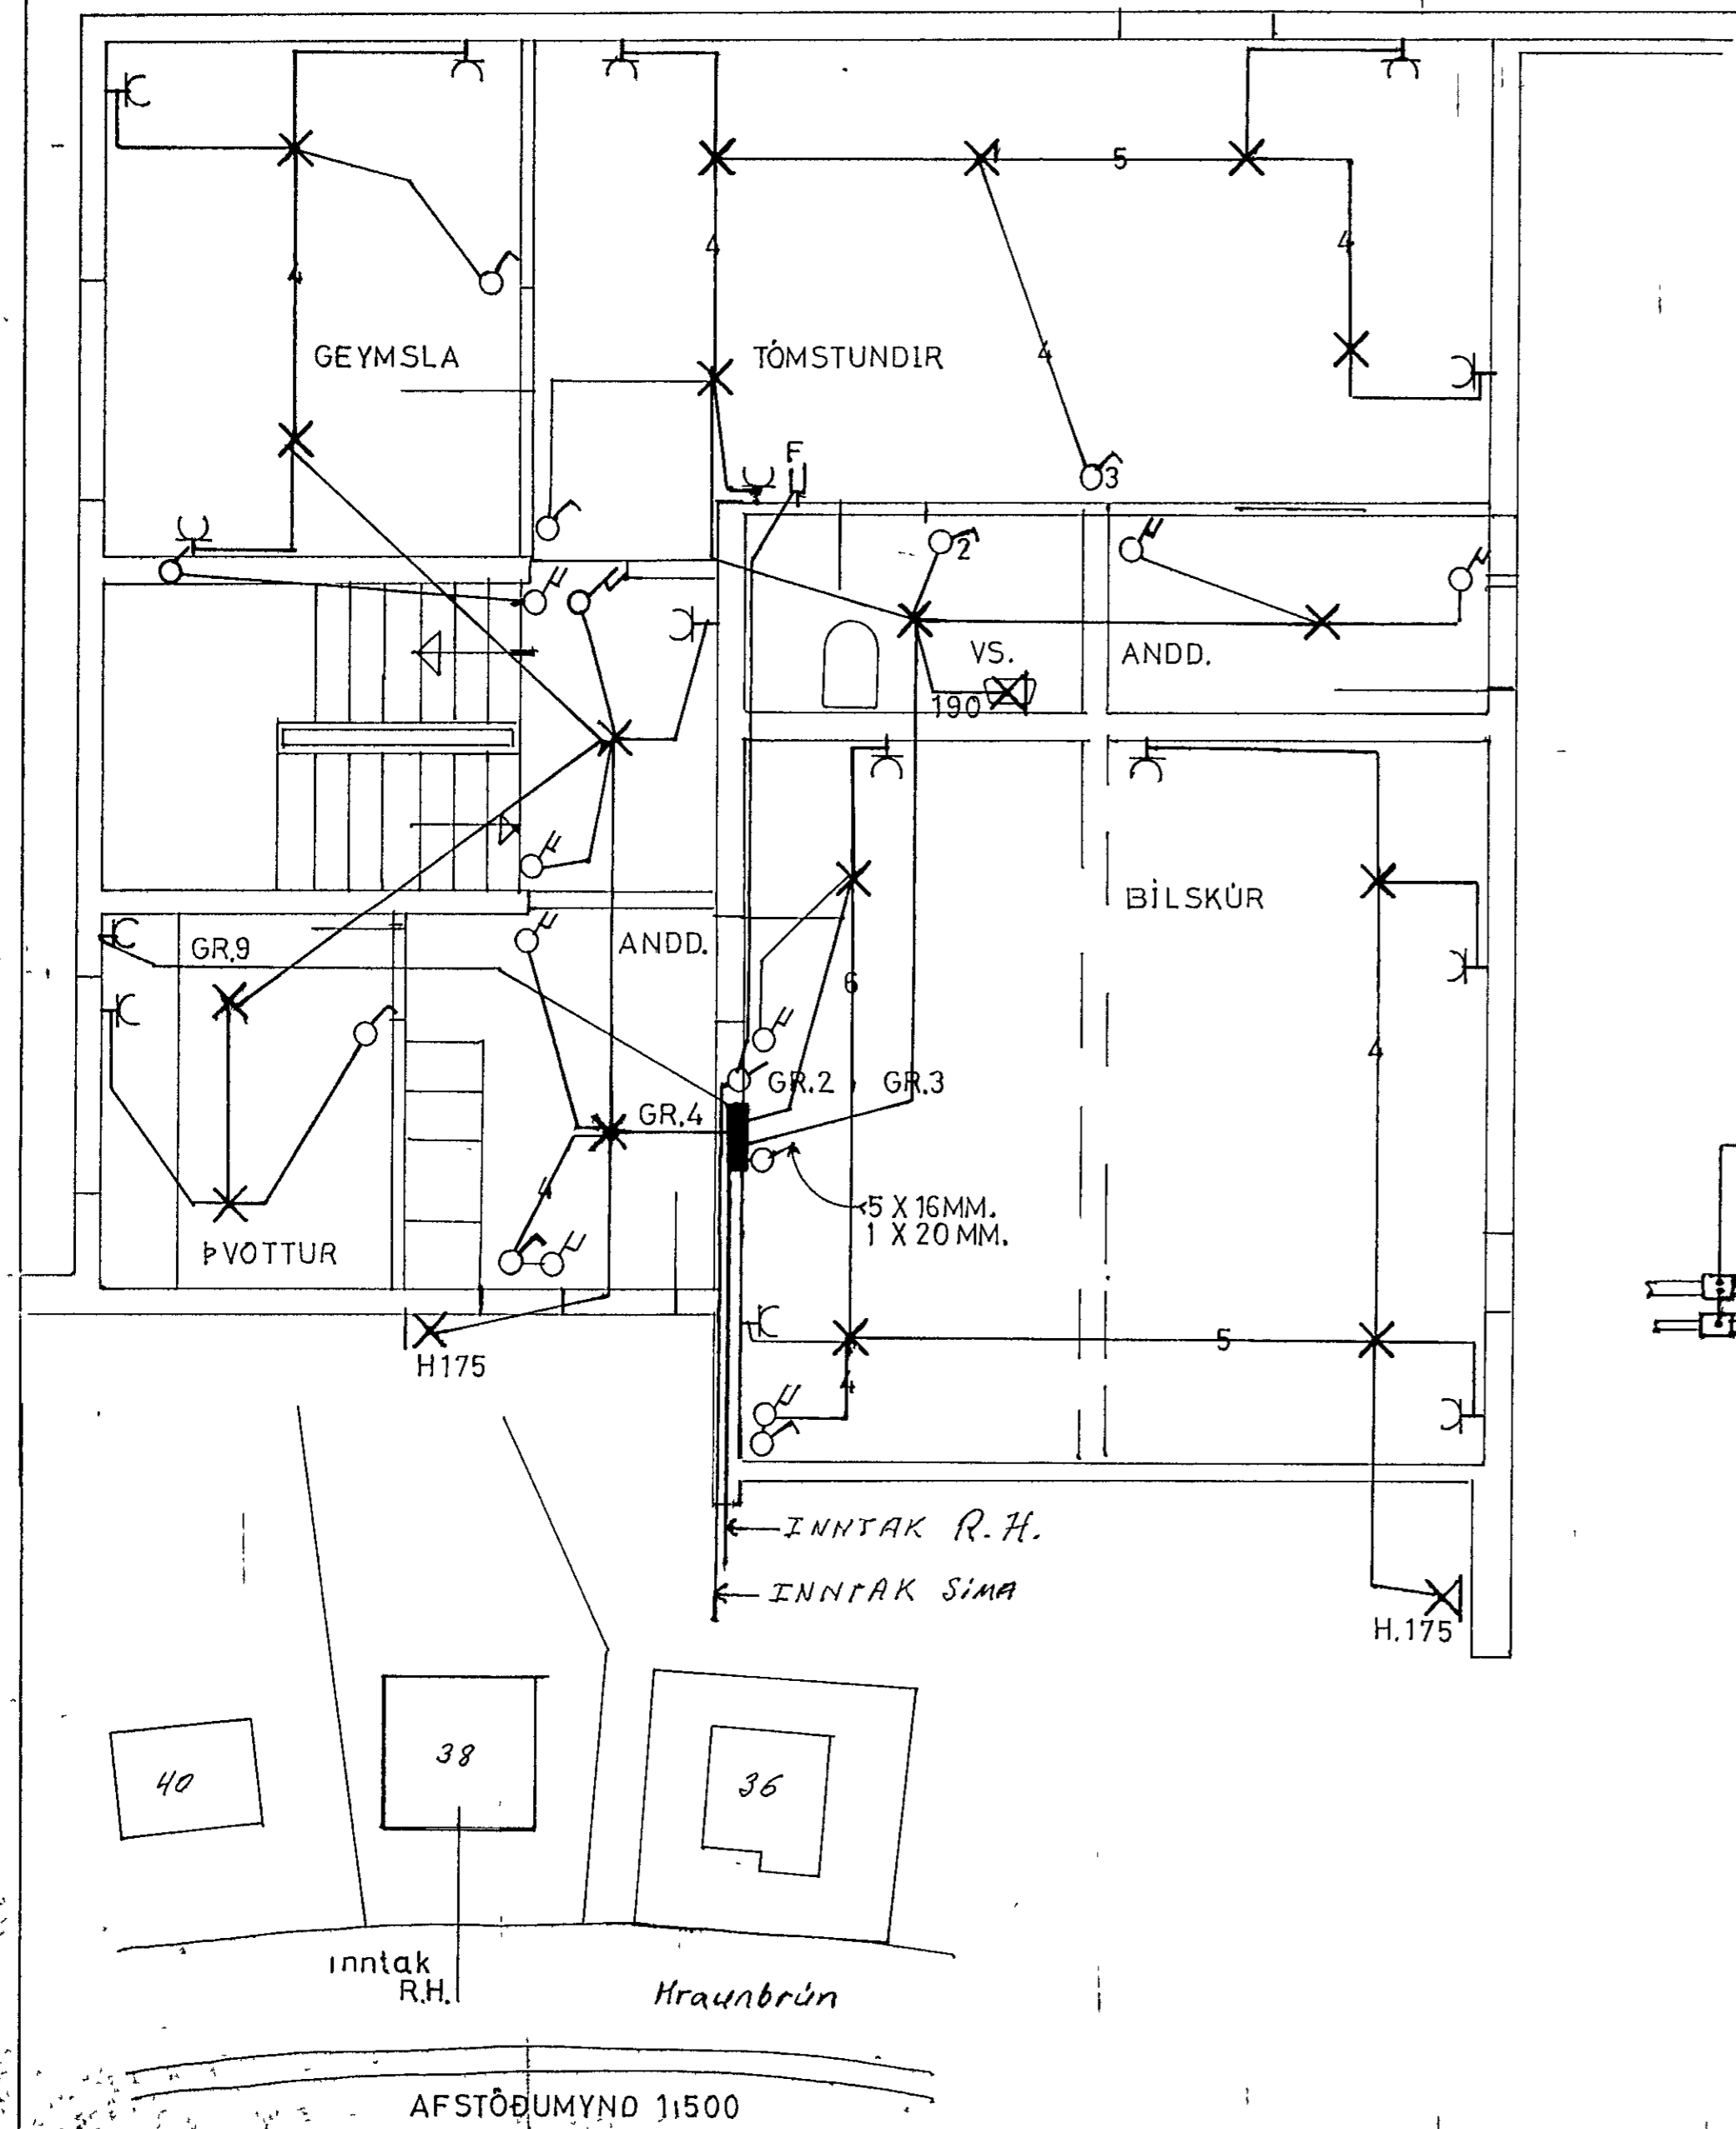 5
4
4
4
GEYMSLA
TÓMSTUNDIR
4
F
3
2
VS.
ANDD.
190
BÍLSKÚR
GR.9
ANDD.
6
4
GR.2
GR.3
GR.4
4
5 X 16MM.
1 X 20MM.
ÞVOTTUR
5
4
H175
INNTAK R.H.
INNTAK SÍMA
H.175
38
40
36
inntak
R.H.
Hraunbrún
AFSTÖÐUMYND 1:500